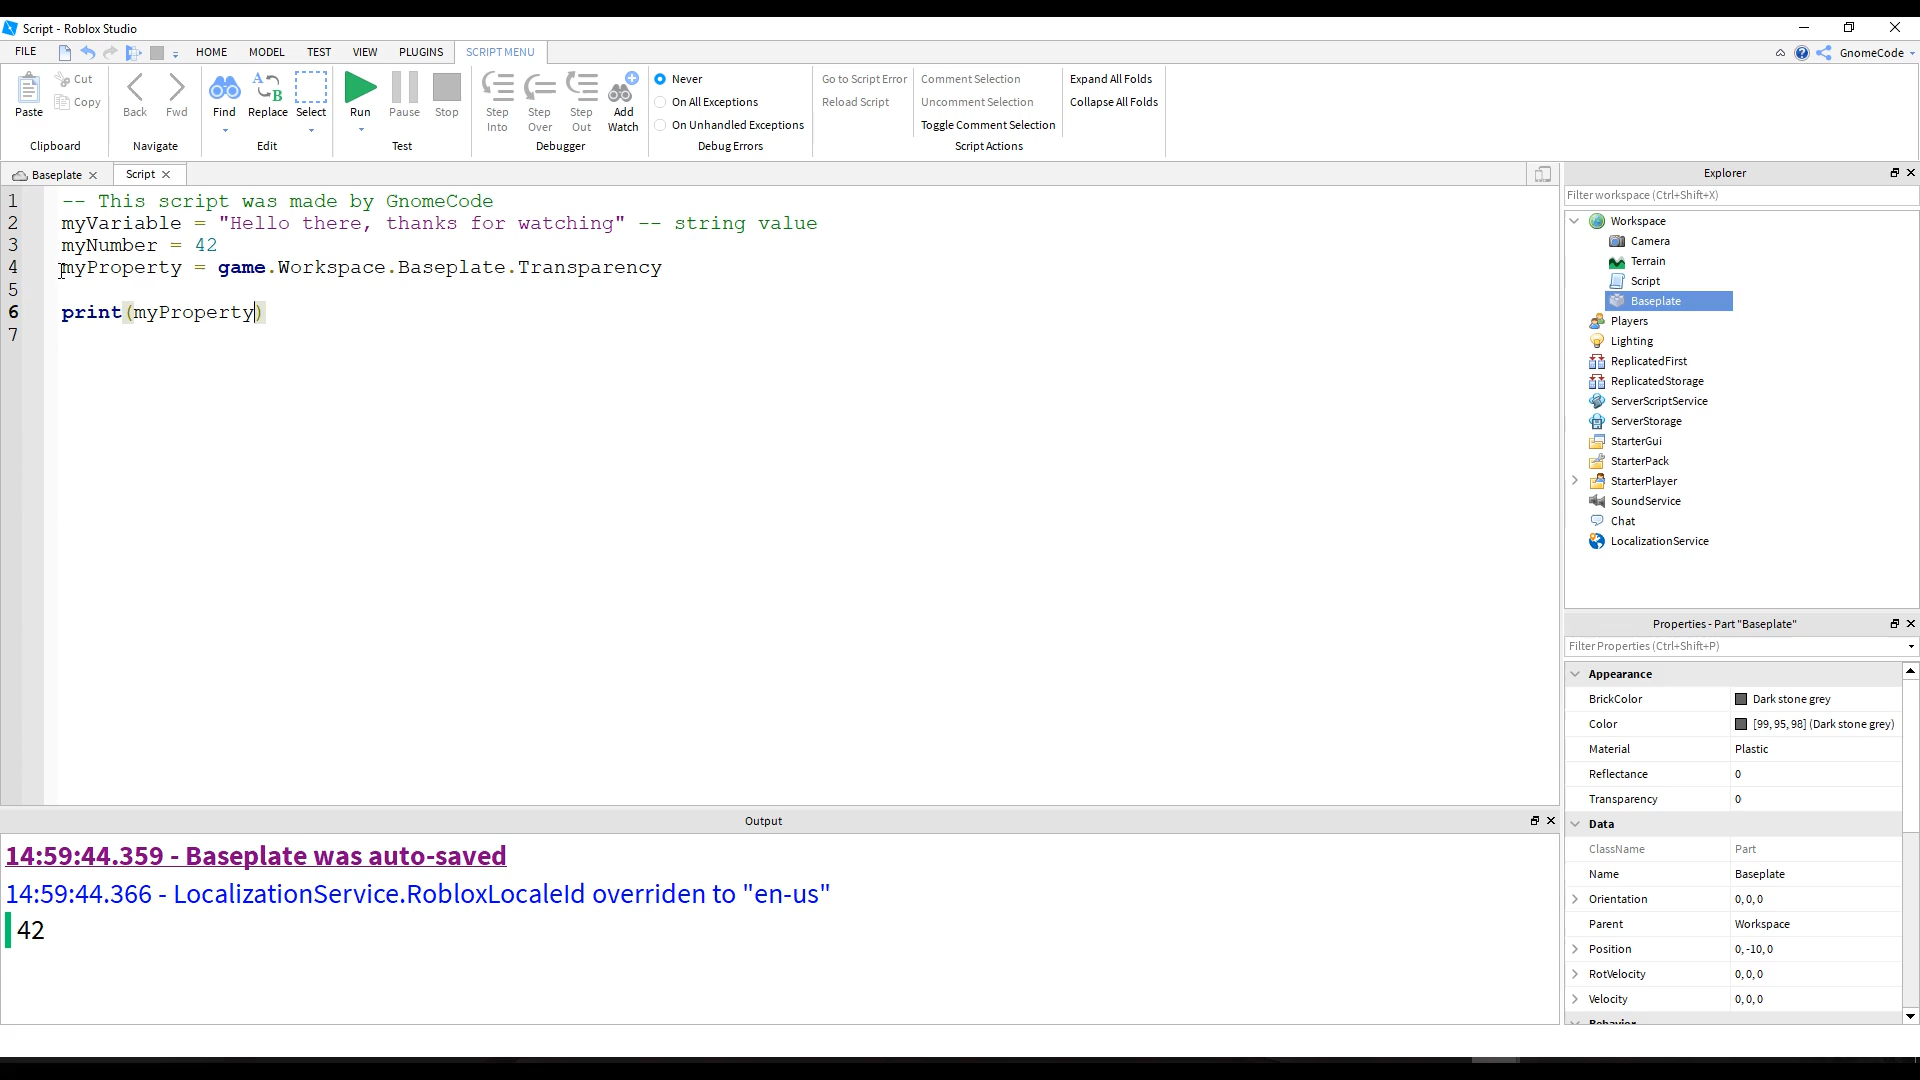 Script - Roblox Studio
FILE HOME MODEL TEST VIEW PLUGINS SCRIPT MENU GnomeCode
Paste Cut Copy
Clipboard
Back Fwd
Navigate
Find Replace Select
Edit
Run Pause Stop
Test
Step Into Step Over Step Out Add Watch
Debugger
Never
On All Exceptions
On Unhandled Exceptions
Debug Errors
Go to Script Error
Reload Script
Comment Selection
Uncomment Selection
Toggle Comment Selection
Script Actions
Expand All Folds
Collapse All Folds
Baseplate Script
1 -- This script was made by GnomeCode
2 myVariable = "Hello there, thanks for watching" -- string value
3 myNumber = 42
4 myProperty = game.Workspace.Baseplate.Transparency
5
6 print(myProperty)
7
Output
14:59:44.359 - Baseplate was auto-saved
14:59:44.366 - LocalizationService.RobloxLocaleId overriden to "en-us"
42
Explorer
Filter workspace (Ctrl+Shift+X)
Workspace
Camera
Terrain
Script
Baseplate
Players
Lighting
ReplicatedFirst
ReplicatedStorage
ServerScriptService
ServerStorage
StarterGui
StarterPack
StarterPlayer
SoundService
Chat
LocalizationService
Properties - Part "Baseplate"
Filter Properties (Ctrl+Shift+P)
Appearance
BrickColor Dark stone grey
Color [99, 95, 98] (Dark stone grey)
Material Plastic
Reflectance 0
Transparency 0
Data
ClassName Part
Name Baseplate
Orientation 0, 0, 0
Parent Workspace
Position 0, -10, 0
RotVelocity 0, 0, 0
Velocity 0, 0, 0
Behavior